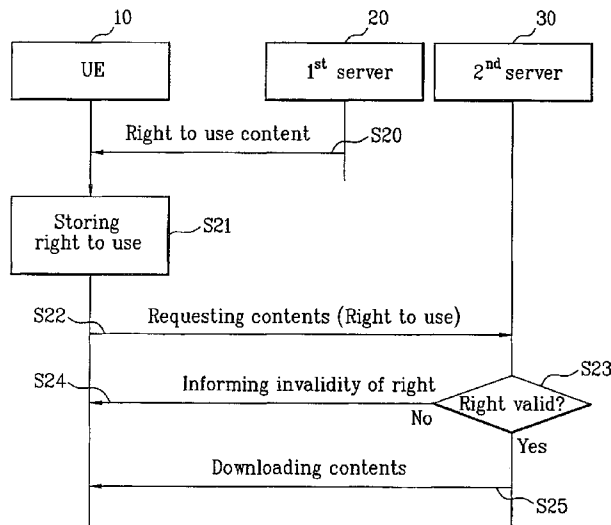 10
20
30
UE
1st server
2nd server
Right to use content
S20
Storing
right to use
S21
S22
Requesting contents (Right to use)
S23
S24
Informing invalidity of right
Right valid?
No
Yes
Downloading contents
S25